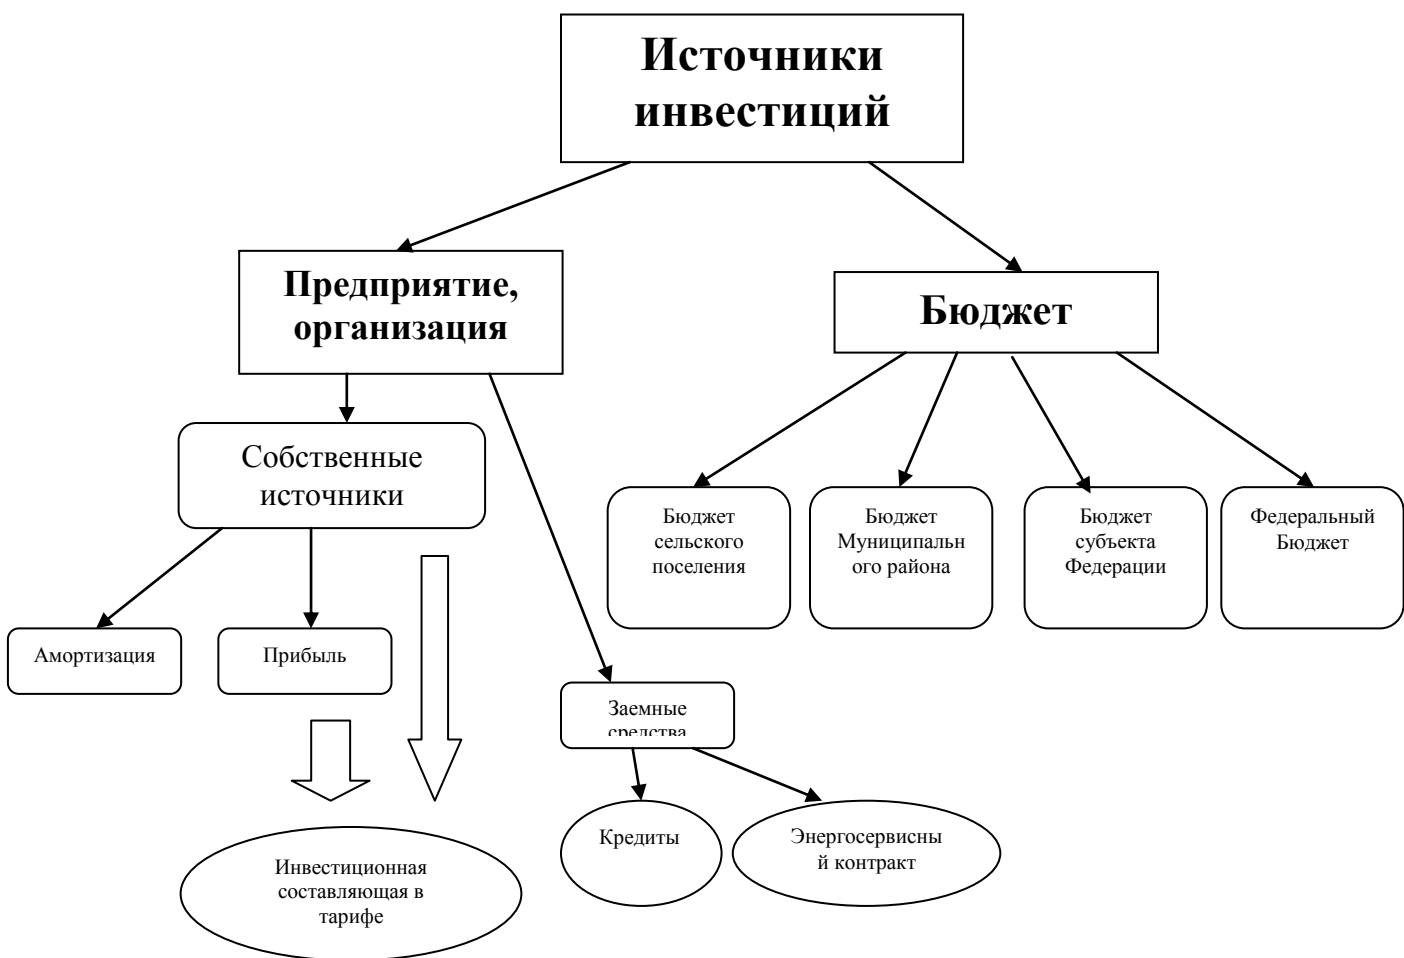 Источники
инвестиций
Предприятие,
организация
Бюджет
Собственные
источники
Бюджет
сельского
поселения
Бюджет
Муниципальн
ого района
Бюджет
субъекта
Федерации
Федеральный
Бюджет
Амортизация
Прибыль
Заемные
средства
Кредиты
Энергосервисны
й контракт
Инвестиционная
составляющая в
тарифе